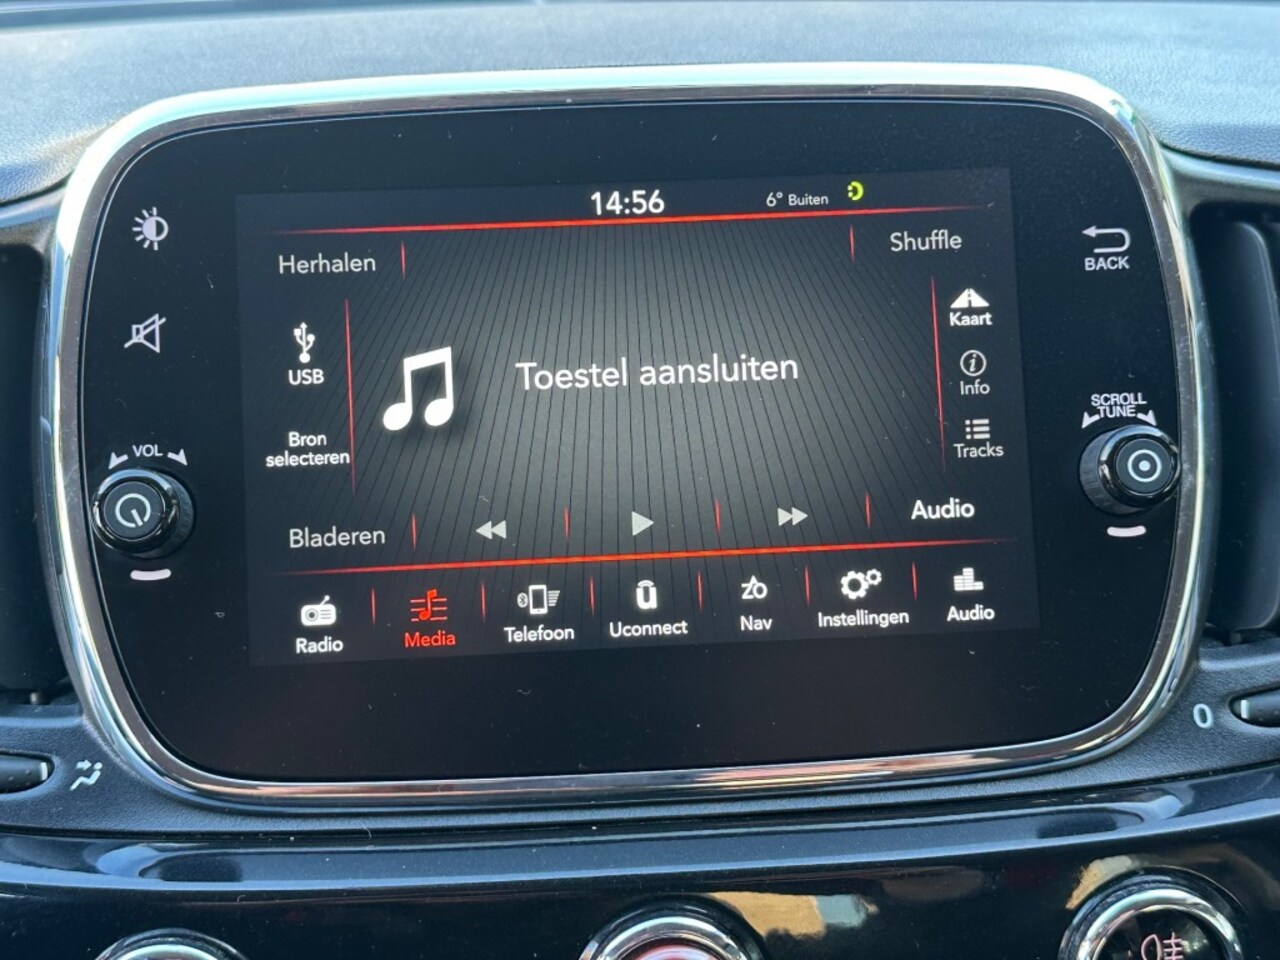 14:56
6° Buiten
Herhalen
Shuffle
BACK
Kaart
USB
Toestel aansluiten
Info
SCROLL
TUNE
Bron
selecteren
Tracks
VOL
Bladeren
Audio
Radio
Media
Telefoon
Uconnect
Nav
Instellingen
Audio
0